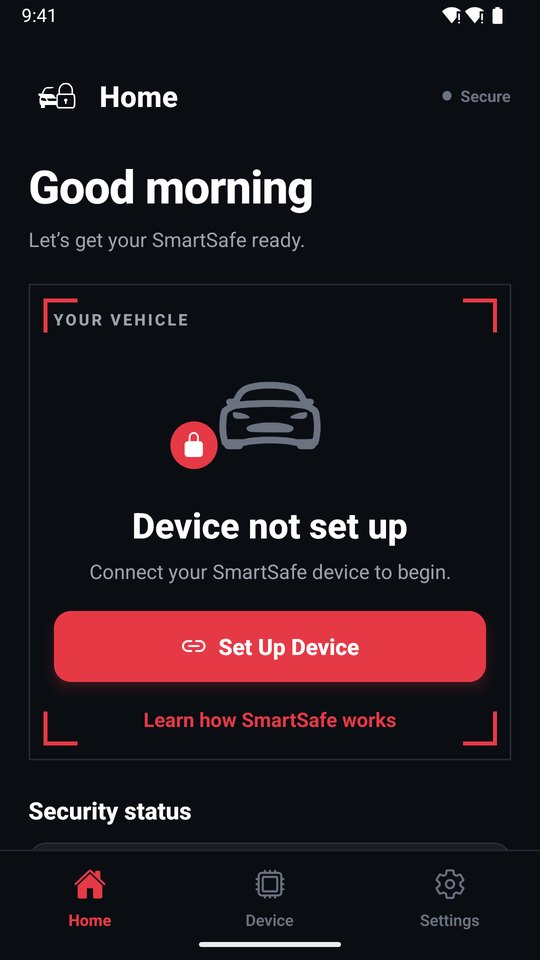 9:41
Home
Secure
Good morning
Let’s get your SmartSafe ready.
YOUR VEHICLE
Device not set up
Connect your SmartSafe device to begin.
Set Up Device
Learn how SmartSafe works
Security status
Home
Device
Settings